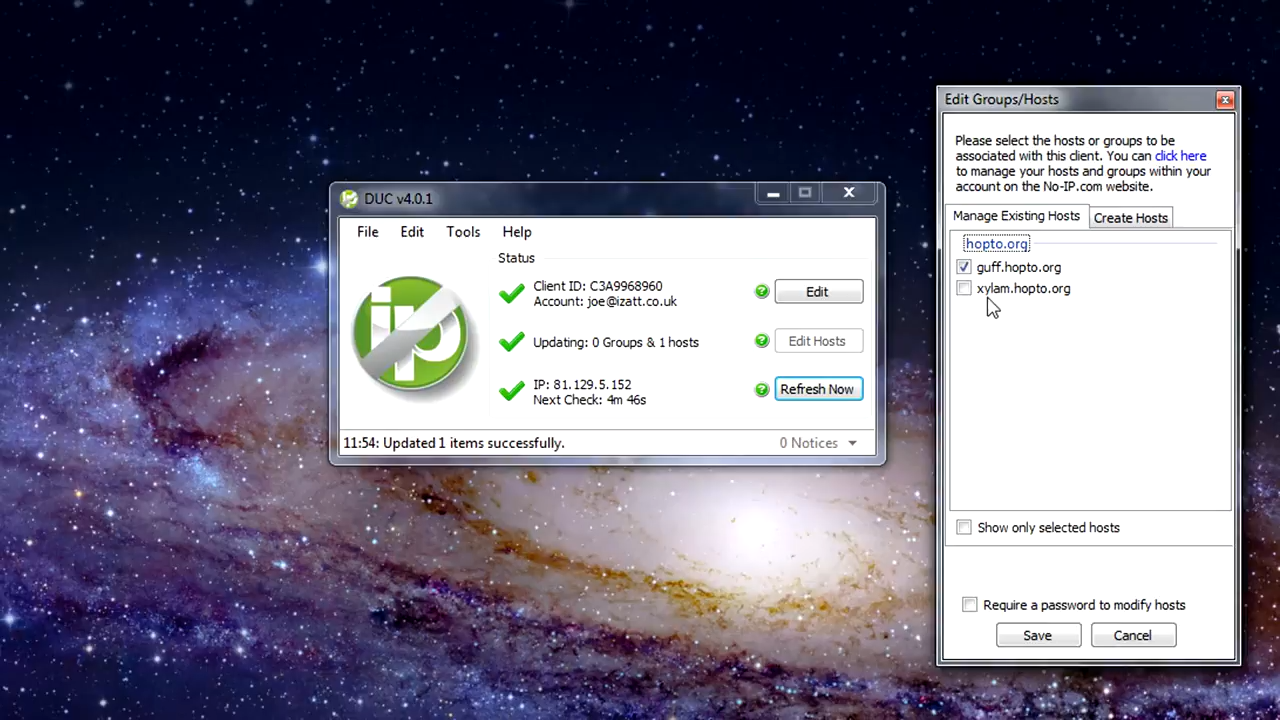 DUC v4.0.1
File Edit Tools Help
Status
Client ID: C3A9968960
Account: joe@izatt.co.uk
Edit
Updating: 0 Groups & 1 hosts
Edit Hosts
IP: 81.129.5.152
Next Check: 4m 46s
Refresh Now
11:54: Updated 1 items successfully.
0 Notices
ip
Edit Groups/Hosts
Please select the hosts or groups to be
associated with this client. You can click here
to manage your hosts and groups within your
account on the No-IP.com website.
Manage Existing Hosts
Create Hosts
hopto.org
guff.hopto.org
xylam.hopto.org
Show only selected hosts
Require a password to modify hosts
Save
Cancel